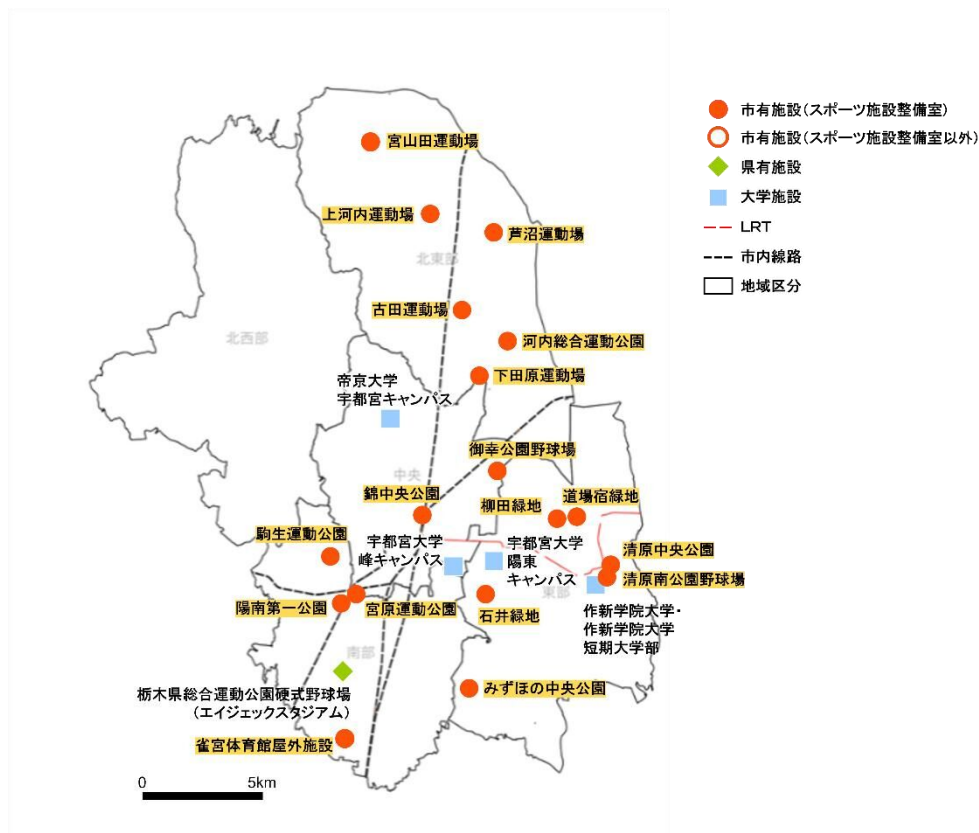 市有施設(スポーツ施設整備室)
市有施設(スポーツ施設整備室以外)
県有施設
大学施設
LRT
市内線路
地域区分
宮山田運動場
上河内運動場
芦沼運動場
北東部
古田運動場
北西部
河内総合運動公園
下田原運動場
帝京大学
宇都宮キャンパス
御幸公園野球場
中央
錦中央公園
柳田緑地
道場宿緑地
駒生運動公園
宇都宮大学
峰キャンパス
宇都宮大学
陽東
キャンパス
清原中央公園
清原南公園野球場
東部
陽南第一公園
宮原運動公園
石井緑地
作新学院大学・
作新学院大学
短期大学部
南部
栃木県総合運動公園硬式野球場
(エイジェックスタジアム)
みずほの中央公園
雀宮体育館屋外施設
0 5km